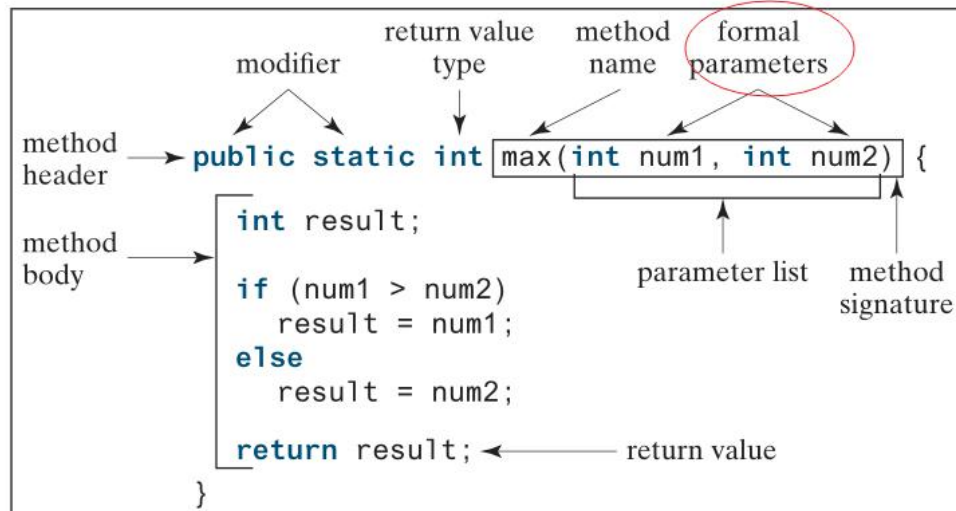 return value method formal
modifier type name parameters
method
header
public static int max(int num1, int num2) {
method
body
int result;
parameter list method
signature
if (num1 > num2)
result = num1;
else
result = num2;
return result; return value
}